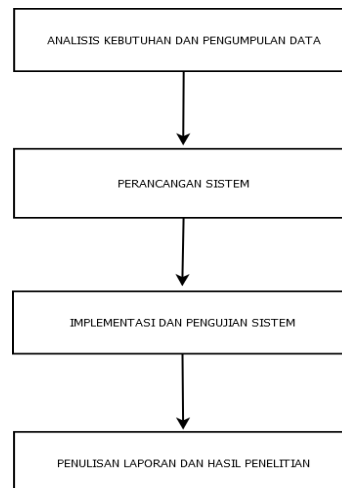 ANALISIS KEBUTUHAN DAN PENGUMPULAN DATA
PERANCANGAN SISTEM
IMPLEMENTASI DAN PENGUJIAN SISTEM
PENULISAN LAPORAN DAN HASIL PENELITIAN